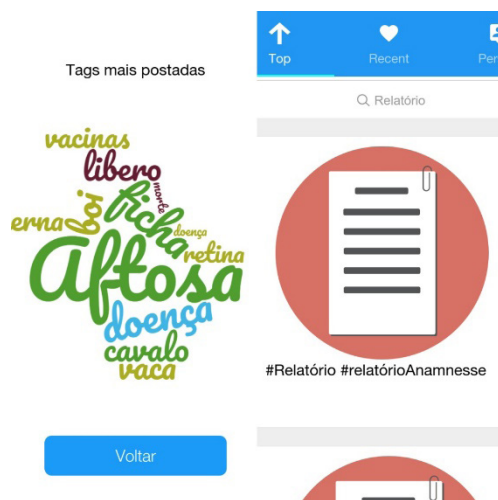 Tags mais postadas
vacinas
libero
morte
erna
boi
ficha
doença
retina
Aftosa
doença
cavalo
vaca
Voltar
Top
Recent
Relatório
#Relatório #relatórioAnamnesse